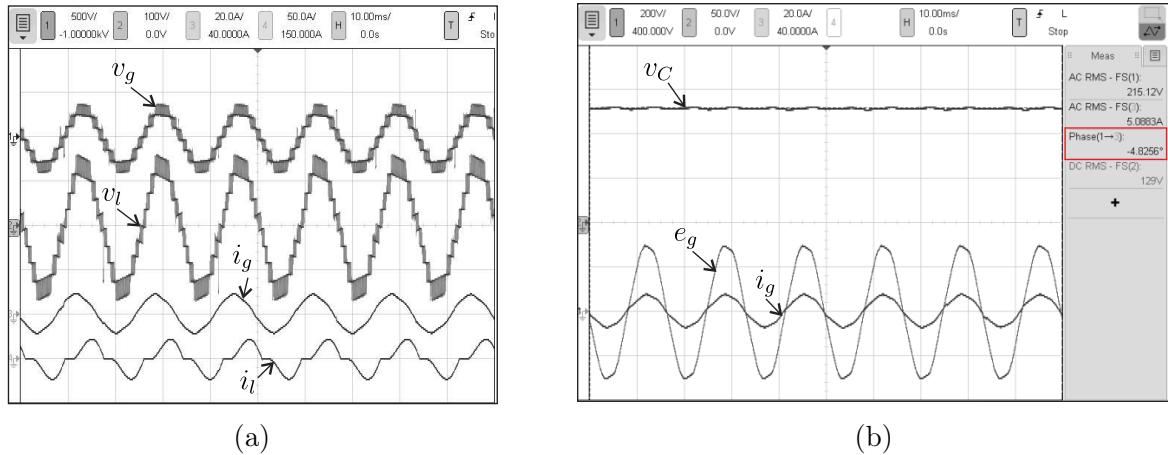 1 500V/ -1.00000kV 2 100V/ 0.0V 3 20.0A/ 40.0000A 4 50.0A/ 150.000A H 10.00ms/ 0.0s T Sto
v_g
v_l
i_g
i_l
(a)
1 200V/ 400.000V 2 50.0V/ 0.0V 3 20.0A/ 40.0000A 4 H 10.00ms/ 0.0s T L Stop
Meas
AC RMS - FS(1):
215.12V
AC RMS - FS(3):
5.0883A
Phase(1→3):
-4.8256°
DC RMS - FS(2):
129V
+
v_C
e_g
i_g
(b)